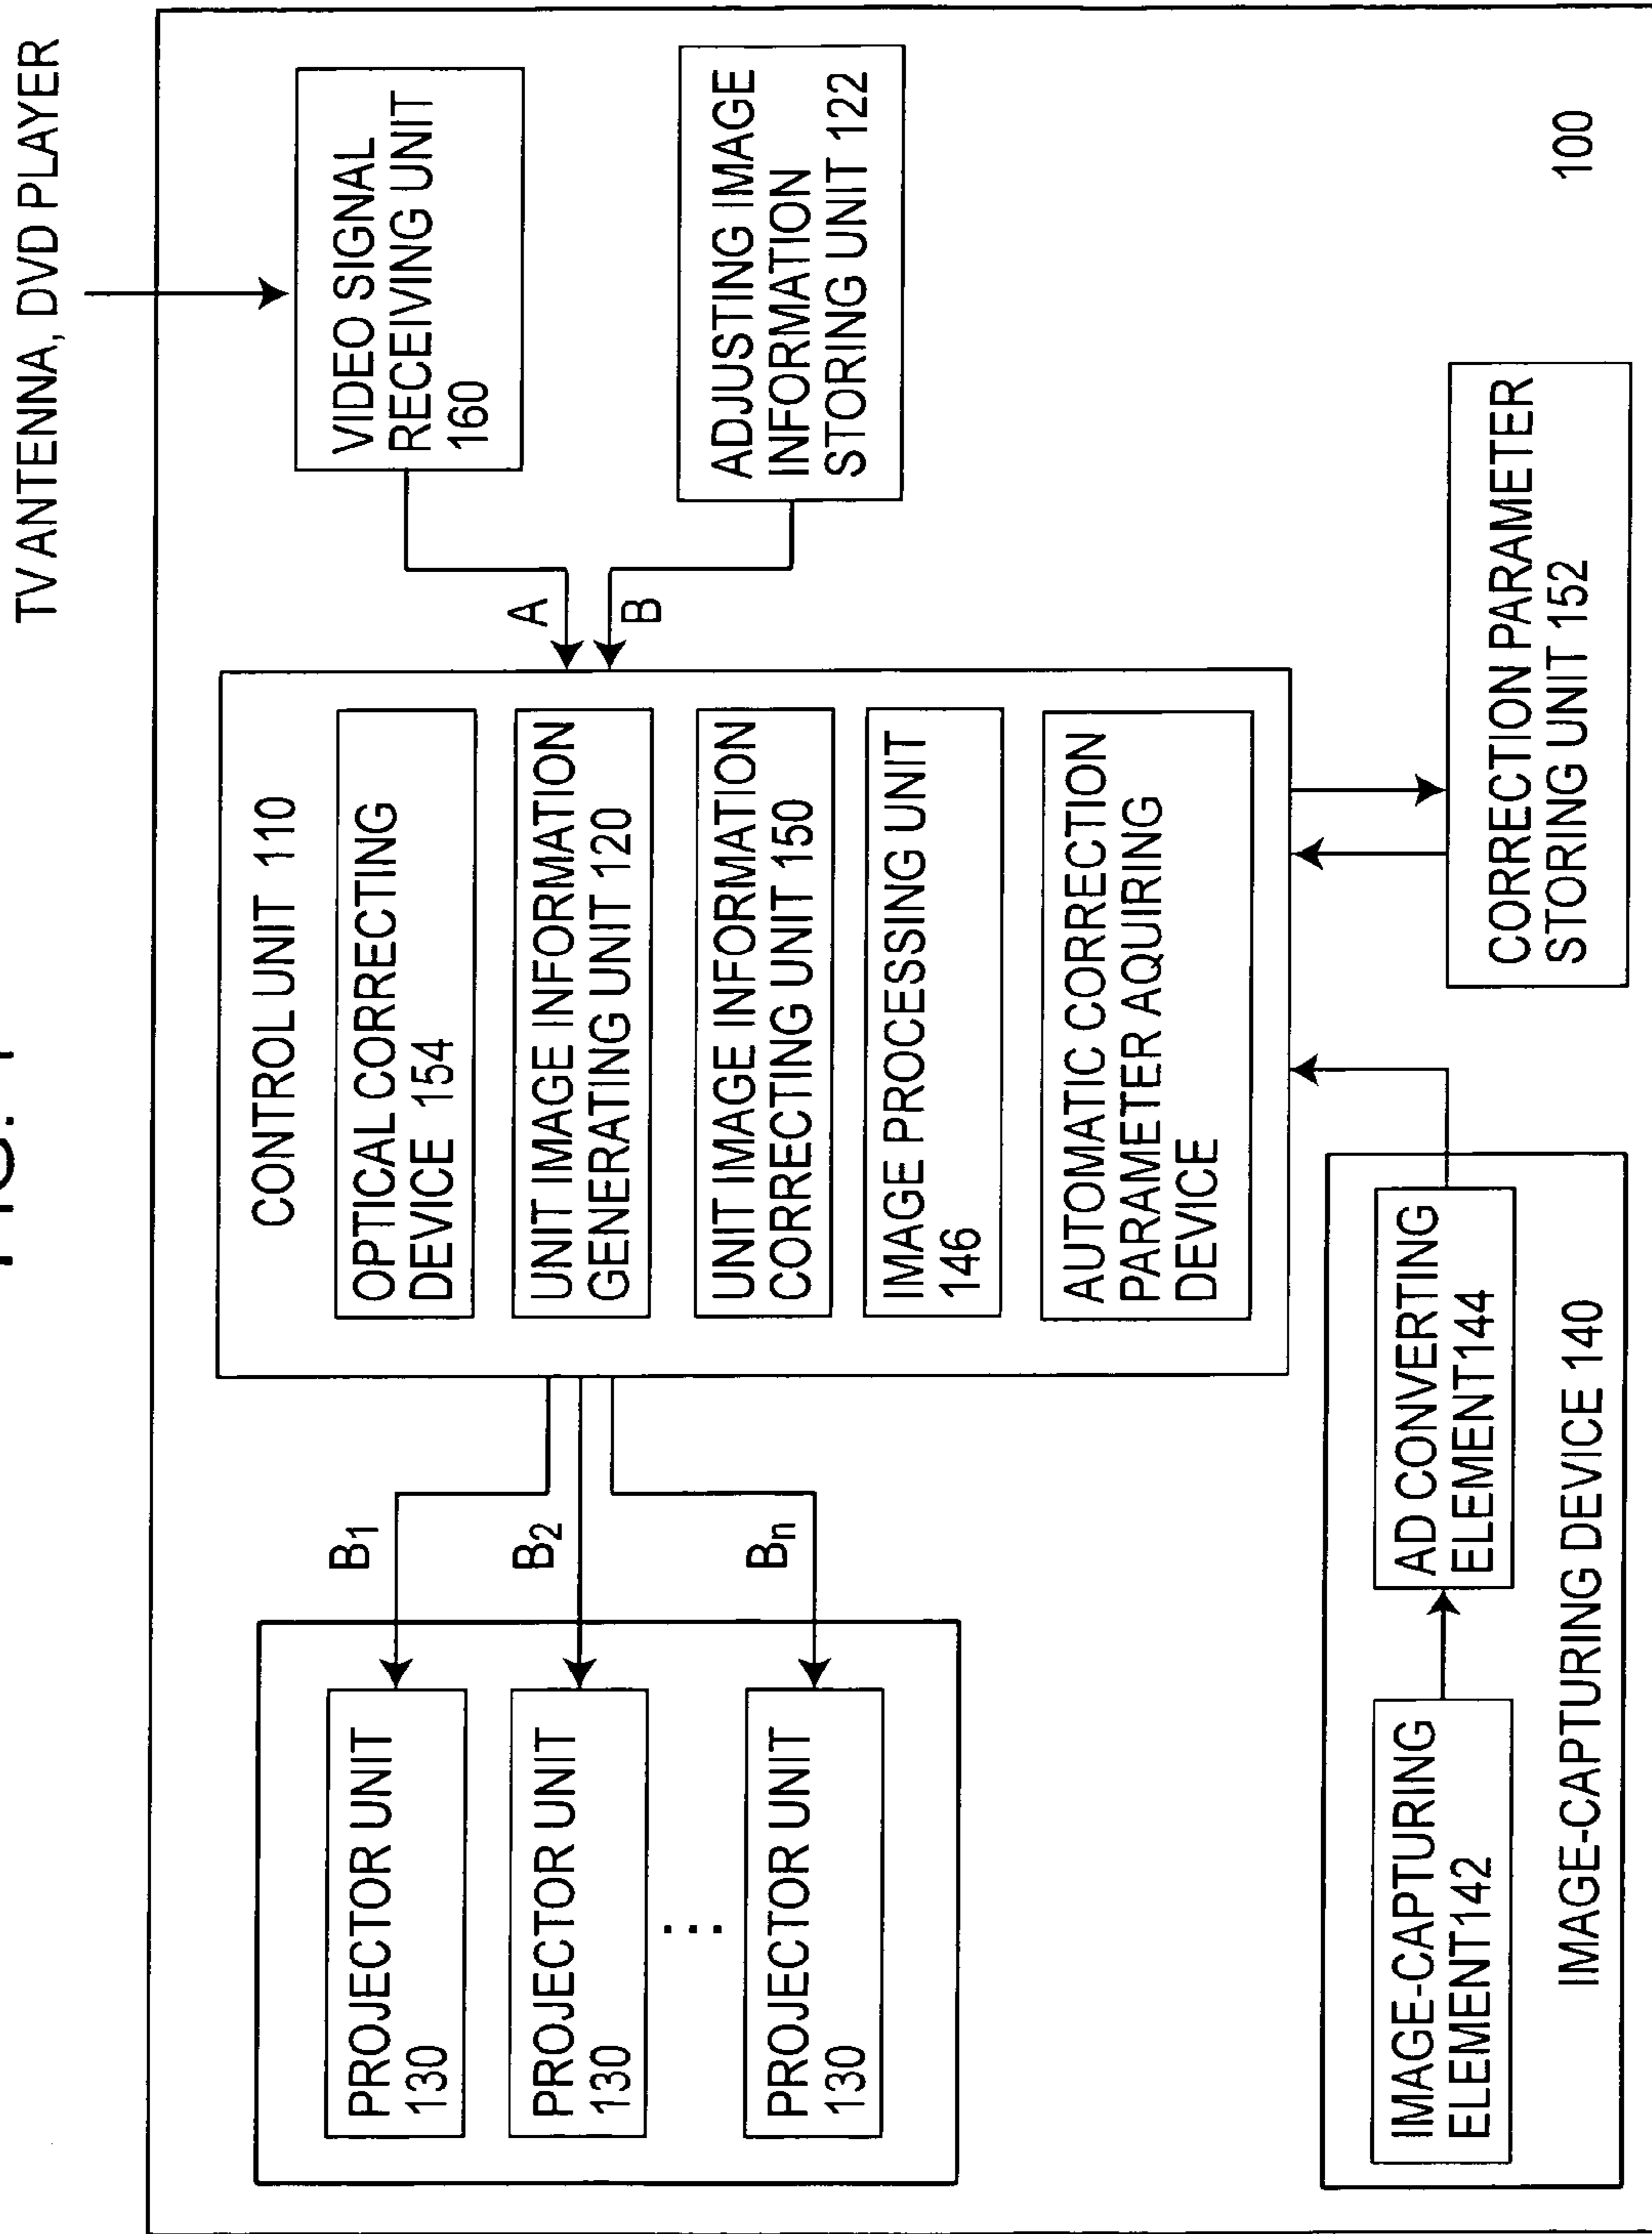 FIG. 1
TV ANTENNA, DVD PLAYER
VIDEO SIGNAL
RECEIVING UNIT
160
ADJUSTING IMAGE
INFORMATION
STORING UNIT 122
A
B
CONTROL UNIT 110
OPTICAL CORRECTING
DEVICE 154
UNIT IMAGE INFORMATION
GENERATING UNIT 120
UNIT IMAGE INFORMATION
CORRECTING UNIT 150
IMAGE PROCESSING UNIT
146
AUTOMATIC CORRECTION
PARAMETER AQUIRING
DEVICE
B1
B2
Bn
PROJECTOR UNIT
130
PROJECTOR UNIT
130
...
PROJECTOR UNIT
130
IMAGE-CAPTURING
ELEMENT142
AD CONVERTING
ELEMENT144
IMAGE-CAPTURING DEVICE 140
CORRECTION PARAMETER
STORING UNIT 152
100